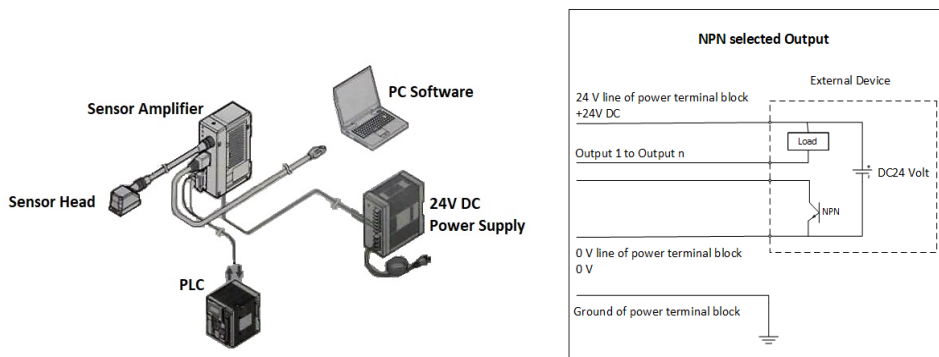 Sensor Amplifier
PC Software
Sensor Head
24V DC
Power Supply
PLC
NPN selected Output
External Device
24 V line of power terminal block
+24V DC
Load
Output 1 to Output n
DC24 Volt
NPN
0 V line of power terminal block
0 V
Ground of power terminal block